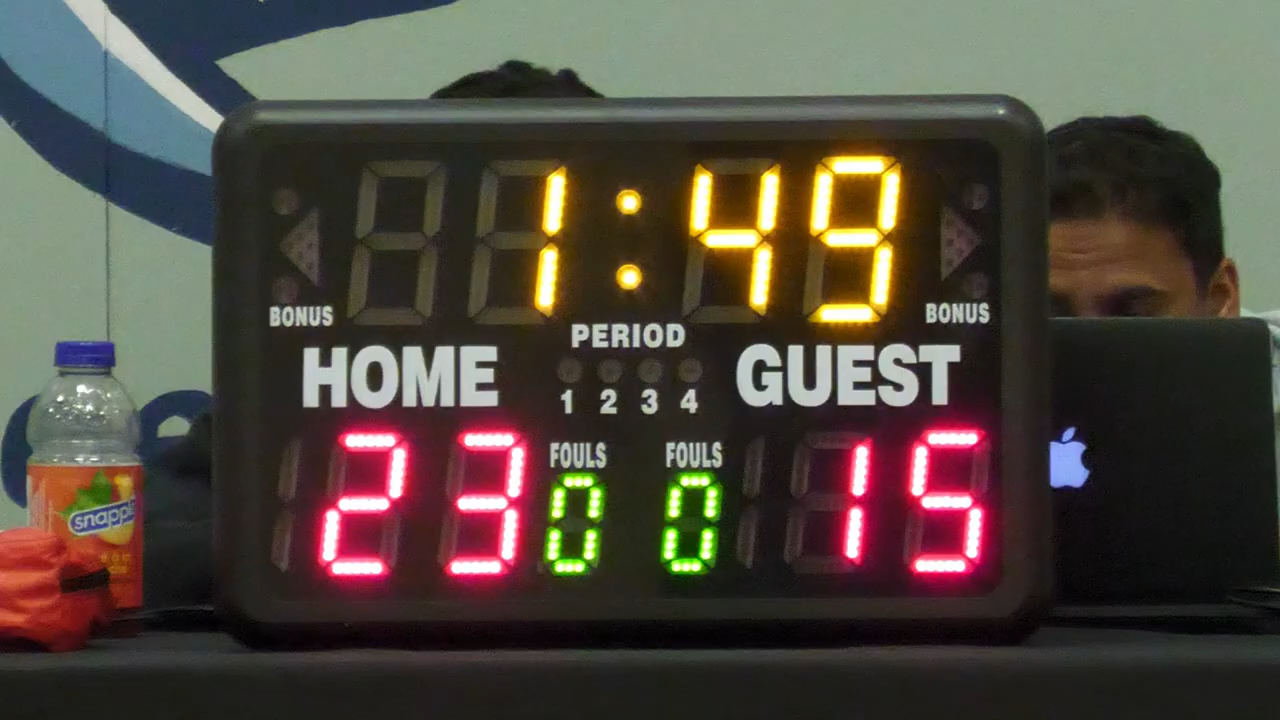 1:49
BONUS
BONUS
PERIOD
HOME
GUEST
1 2 3 4
FOULS
FOULS
23
0
0
15
snapple